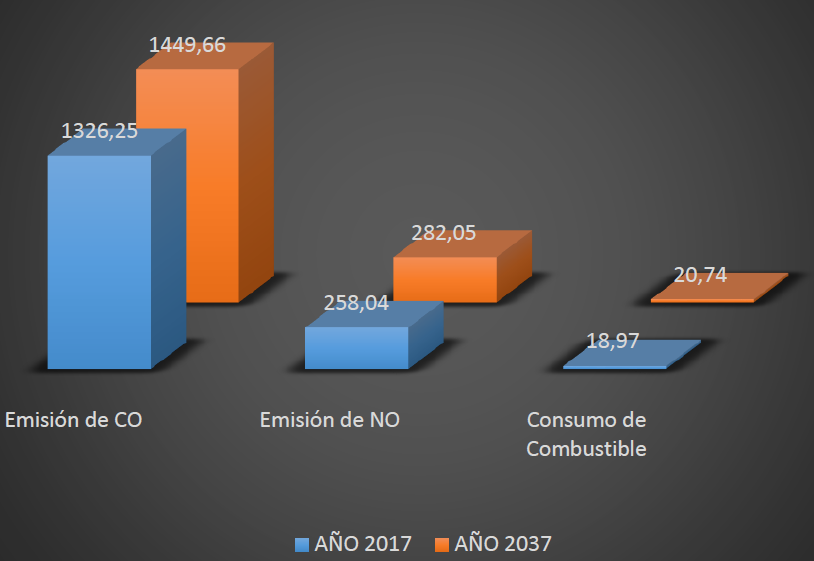 1449,66
1326,25
282,05
258,04
20,74
18,97
Emisión de CO
Emisión de NO
Consumo de
Combustible
AÑO 2017
AÑO 2037